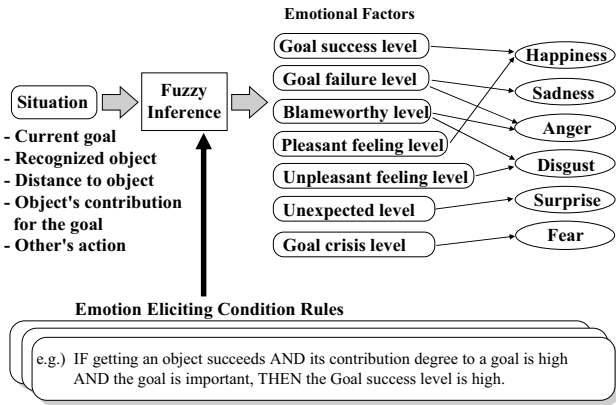 Emotional Factors
Goal success level
Goal failure level
Blameworthy level
Pleasant feeling level
Unpleasant feeling level
Unexpected level
Goal crisis level
Happiness
Sadness
Anger
Disgust
Surprise
Fear
Situation
Fuzzy
Inference
- Current goal
- Recognized object
- Distance to object
- Object's contribution
for the goal
- Other's action
Emotion Eliciting Condition Rules
e.g.) IF getting an object succeeds AND its contribution degree to a goal is high
AND the goal is important, THEN the Goal success level is high.